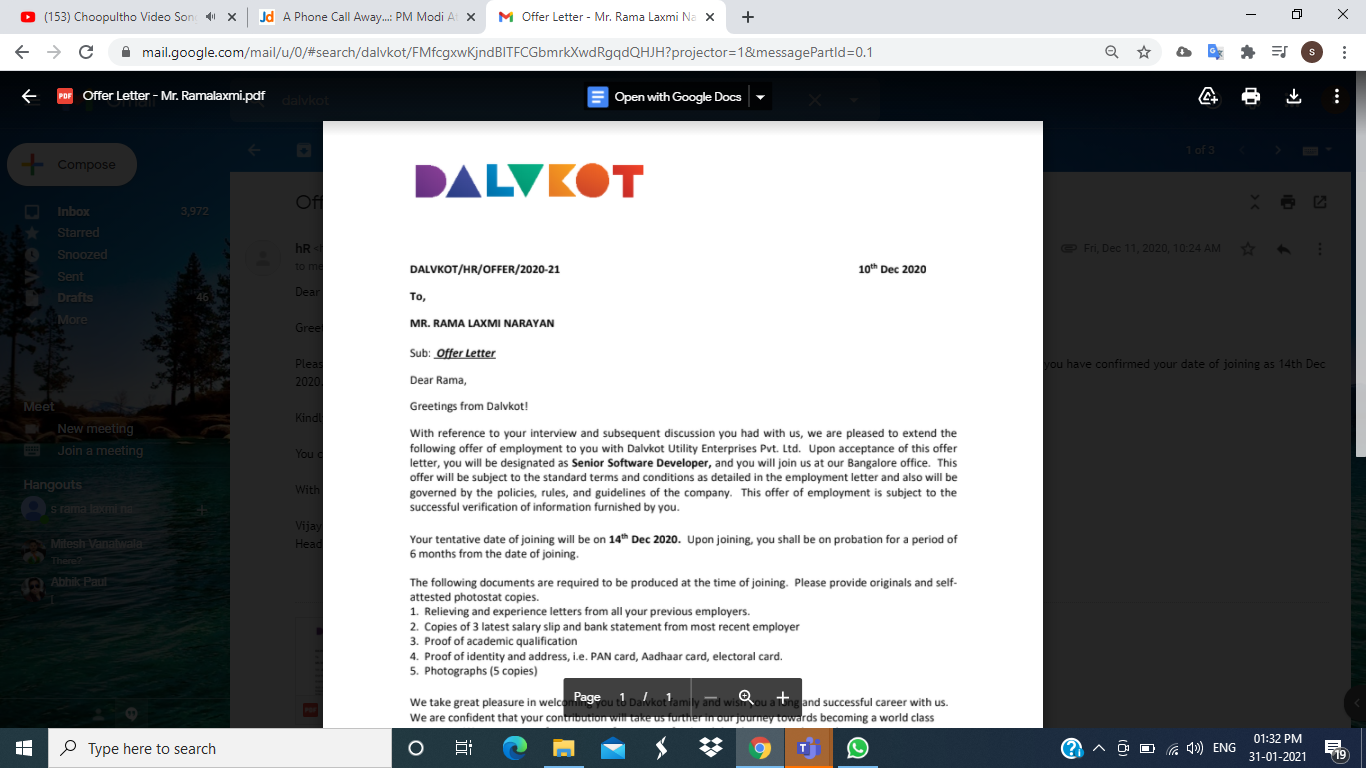 (153) Choopultho Video Son
A Phone Call Away...: PM Modi A
Offer Letter - Mr. Rama Laxmi Na
mail.google.com/mail/u/0/#search/dalvkot/FMfcgxwKjndBlTFCGbmrkXwdRgqdQHJH?projector=1&messagePartId=0.1
S
PDF Offer Letter - Mr. Ramalaxmi.pdf
dalvkot
Open with Google Docs
Compose
1 of 3
Inbox 3,972
Starred
Snoozed
Sent
Drafts 46
More
Meet
New meeting
Join a meeting
Hangouts
s rama laxmi na
Mitesh Vanaliwala
There?
Abhik Paul
hR
to me
Fri, Dec 11, 2020, 10:24 AM
Dear
you have confirmed your date of joining as 14th Dec
2020.
With
Vijay
Head
DALVKOT
DALVKOT/HR/OFFER/2020-21 10th Dec 2020
To,
MR. RAMA LAXMI NARAYAN
Sub: Offer Letter
Dear Rama,
Greetings from Dalvkot!
With reference to your interview and subsequent discussion you had with us, we are pleased to extend the
following offer of employment to you with Dalvkot Utility Enterprises Pvt. Ltd. Upon acceptance of this offer
letter, you will be designated as Senior Software Developer, and you will join us at our Bangalore office. This
offer will be subject to the standard terms and conditions as detailed in the employment letter and also will be
governed by the policies, rules, and guidelines of the company. This offer of employment is subject to the
successful verification of information furnished by you.
Your tentative date of joining will be on 14th Dec 2020. Upon joining, you shall be on probation for a period of
6 months from the date of joining.
The following documents are required to be produced at the time of joining. Please provide originals and self-
attested photostat copies.
1. Relieving and experience letters from all your previous employers.
2. Copies of 3 latest salary slip and bank statement from most recent employer
3. Proof of academic qualification
4. Proof of identity and address, i.e. PAN card, Aadhaar card, electoral card.
5. Photographs (5 copies)
We take great pleasure in welcoming you to Dalvkot family and wish you a long and successful career with us.
We are confident that your contribution will take us further in our journey towards becoming a world class
Page 1 / 1
Type here to search
ENG
01:32 PM
31-01-2021
19